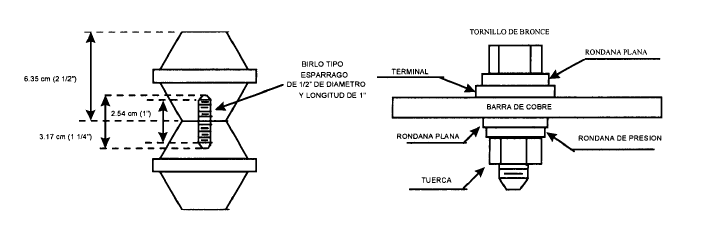 6.35 cm (2 1/2")
2.54 cm (1")
3.17 cm (1 1/4")
BIRLO TIPO
ESPARRAGO
DE 1/2" DE DIAMETRO
Y LONGITUD DE 1"
TORNILLO DE BRONCE
RONDANA PLANA
TERMINAL
BARRA DE COBRE
RONDANA PLANA
RONDANA DE PRESION
TUERCA